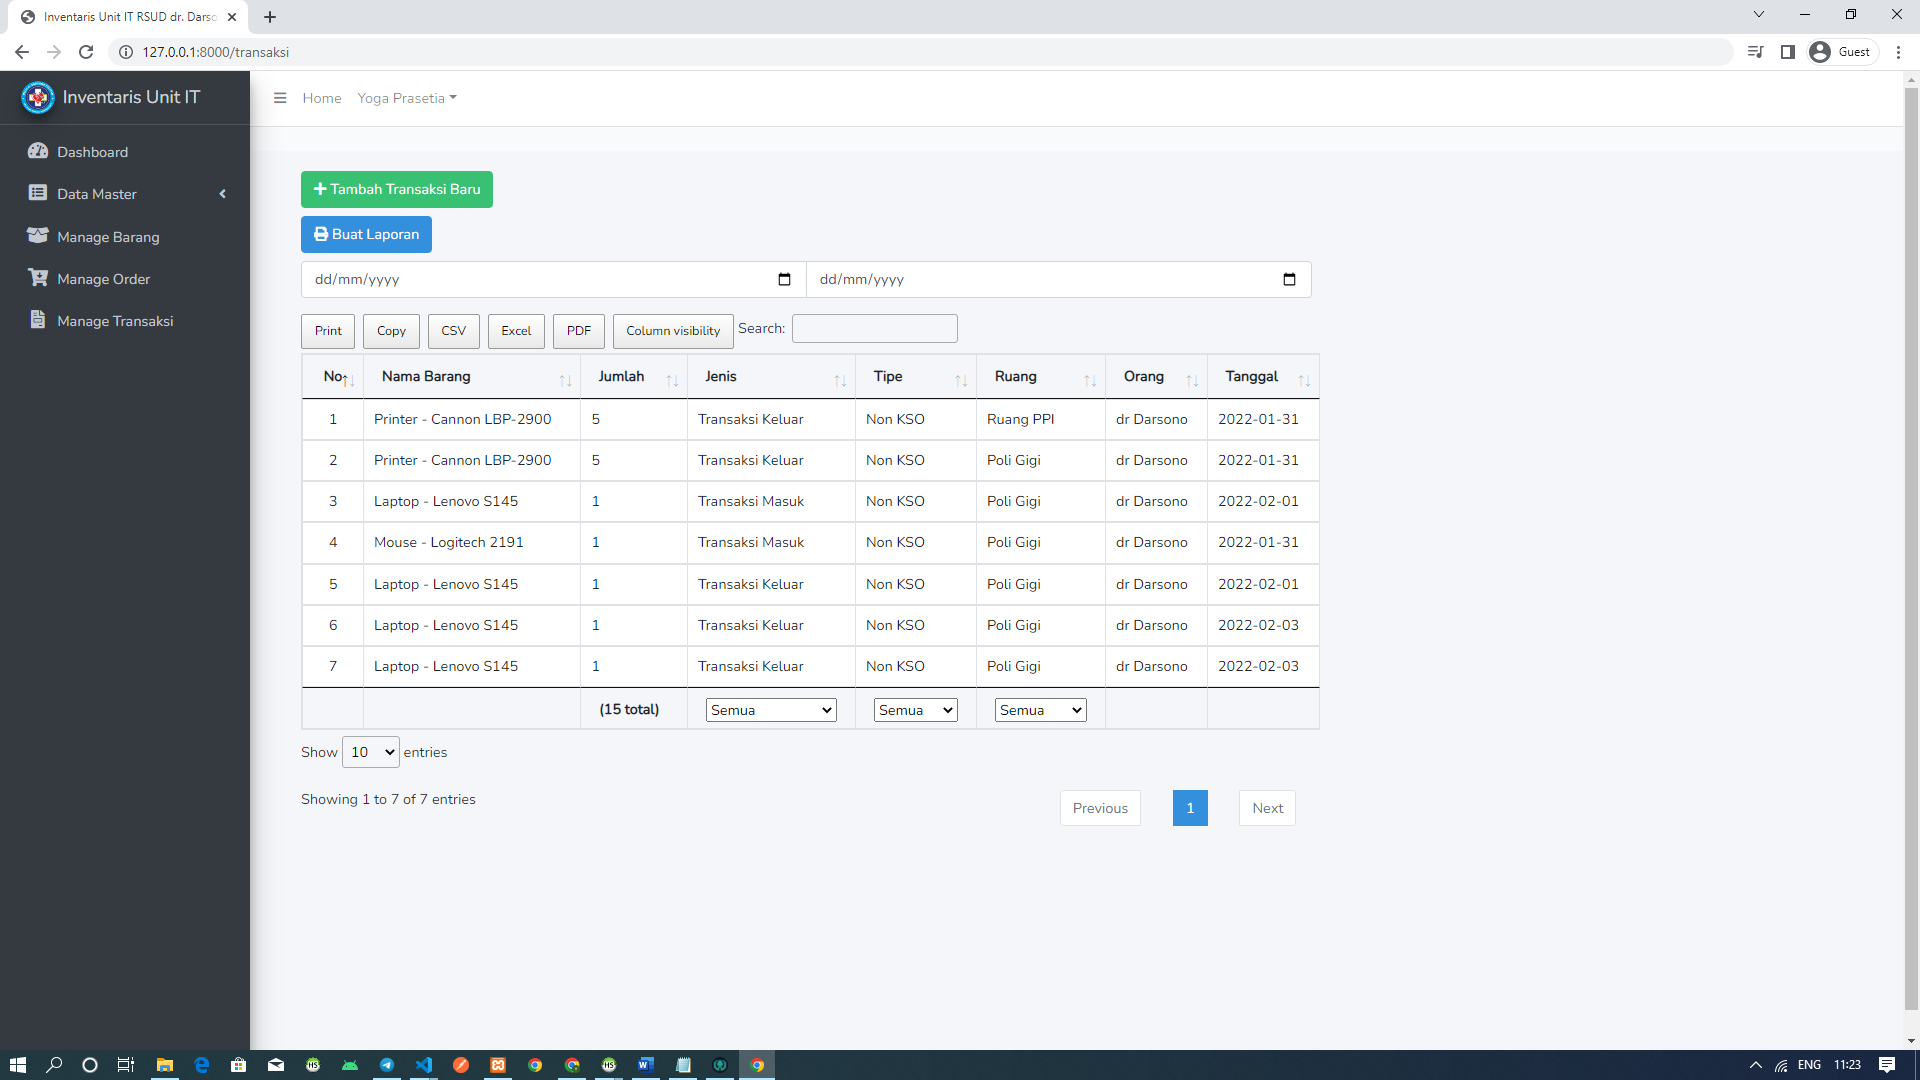 Inventaris Unit IT RSUD dr. Darso
127.0.0.1:8000/transaksi
Guest
Inventaris Unit IT
Home Yoga Prasetia
Dashboard
Data Master
Manage Barang
Manage Order
Manage Transaksi
Tambah Transaksi Baru
Buat Laporan
dd/mm/yyyy dd/mm/yyyy
Print Copy CSV Excel PDF Column visibility Search:
No Nama Barang Jumlah Jenis Tipe Ruang Orang Tanggal
1 Printer - Cannon LBP-2900 5 Transaksi Keluar Non KSO Ruang PPI dr Darsono 2022-01-31
2 Printer - Cannon LBP-2900 5 Transaksi Keluar Non KSO Poli Gigi dr Darsono 2022-01-31
3 Laptop - Lenovo S145 1 Transaksi Masuk Non KSO Poli Gigi dr Darsono 2022-02-01
4 Mouse - Logitech 2191 1 Transaksi Masuk Non KSO Poli Gigi dr Darsono 2022-01-31
5 Laptop - Lenovo S145 1 Transaksi Keluar Non KSO Poli Gigi dr Darsono 2022-02-01
6 Laptop - Lenovo S145 1 Transaksi Keluar Non KSO Poli Gigi dr Darsono 2022-02-03
7 Laptop - Lenovo S145 1 Transaksi Keluar Non KSO Poli Gigi dr Darsono 2022-02-03
(15 total) Semua Semua Semua
Show 10 entries
Showing 1 to 7 of 7 entries
Previous 1 Next
ENG 11:23